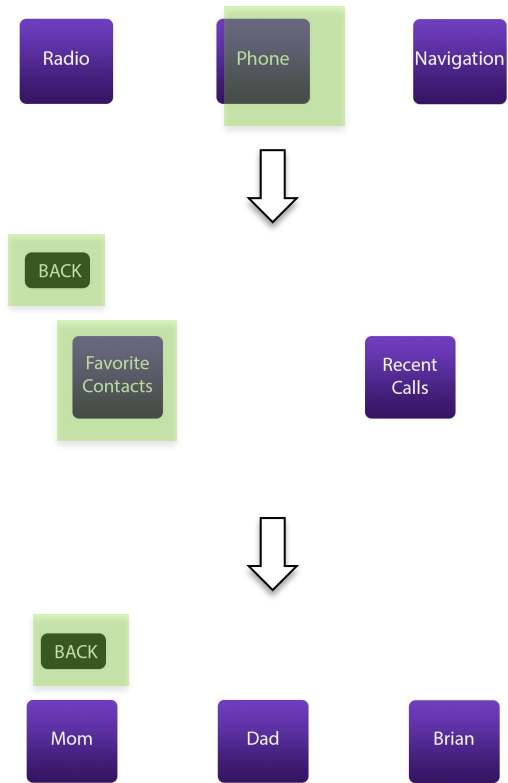 Radio
Phone
Navigation
BACK
Favorite
Contacts
Recent
Calls
BACK
Mom
Dad
Brian